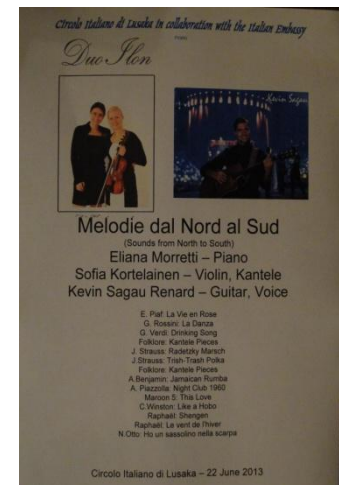 Circolo Italiano di Lusaka in collaboration with the Italian Embassy
Duo Ilon
Kevin Sagau
Melodie dal Nord al Sud
(Sounds from North to South)
Eliana Morretti – Piano
Sofia Kortelainen – Violin, Kantele
Kevin Sagau Renard – Guitar, Voice
E. Piaf: La Vie en Rose
G. Rossini: La Danza
G. Verdi: Drinking Song
Folklore: Kantele Pieces
J. Strauss: Radetzky Marsch
J.Strauss: Trish-Trash Polka
Folklore: Kantele Pieces
A.Benjamin: Jamaican Rumba
A. Piazzolla: Night Club 1960
Maroon 5: This Love
C.Winston: Like a Hobo
Raphaël: Shengen
Raphaël: Le vent de l'hiver
N.Otto: Ho un sassolino nella scarpa
Circolo Italiano di Lusaka – 22 June 2013